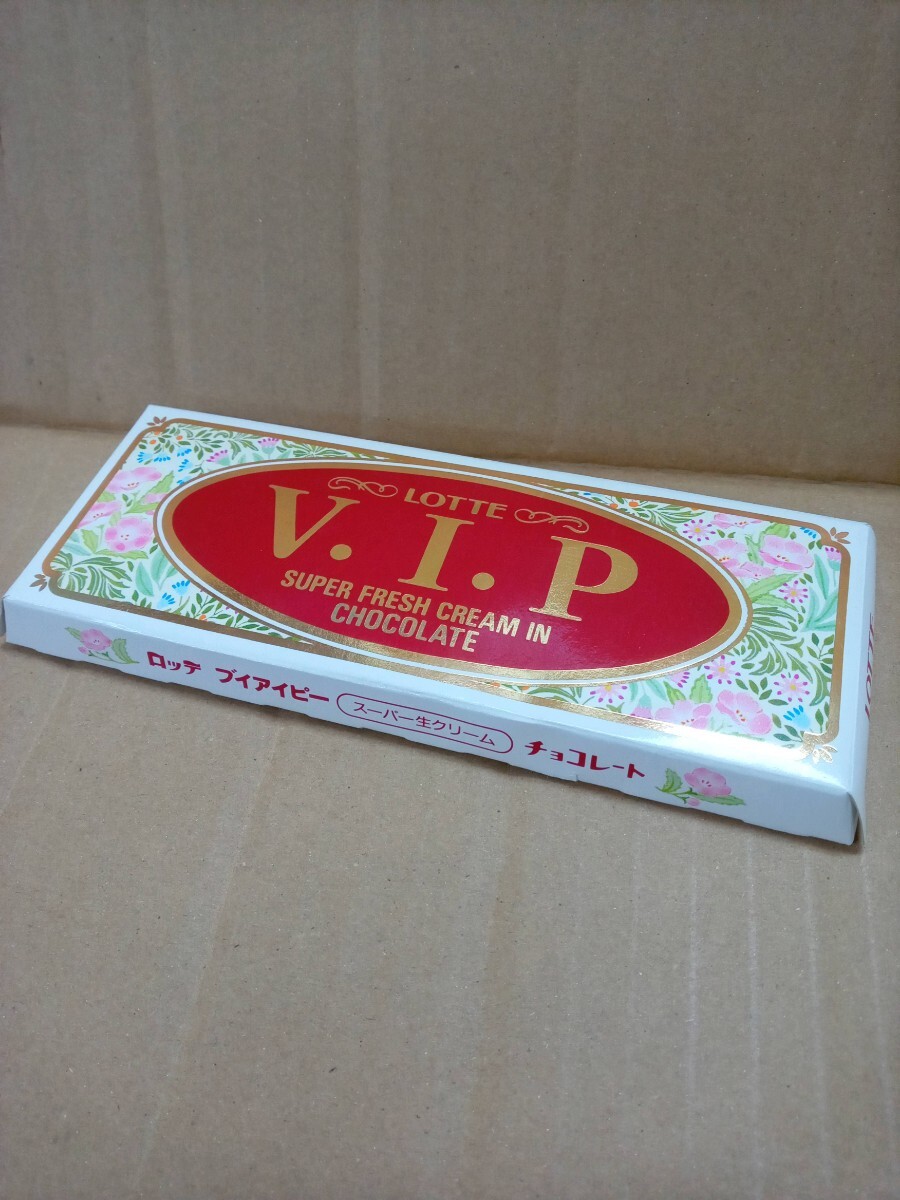 LOTTE
V.I.P
SUPER FRESH CREAM IN
CHOCOLATE
ロッテ ブイアイピー スーパー生クリーム チョコレート
LOTTE